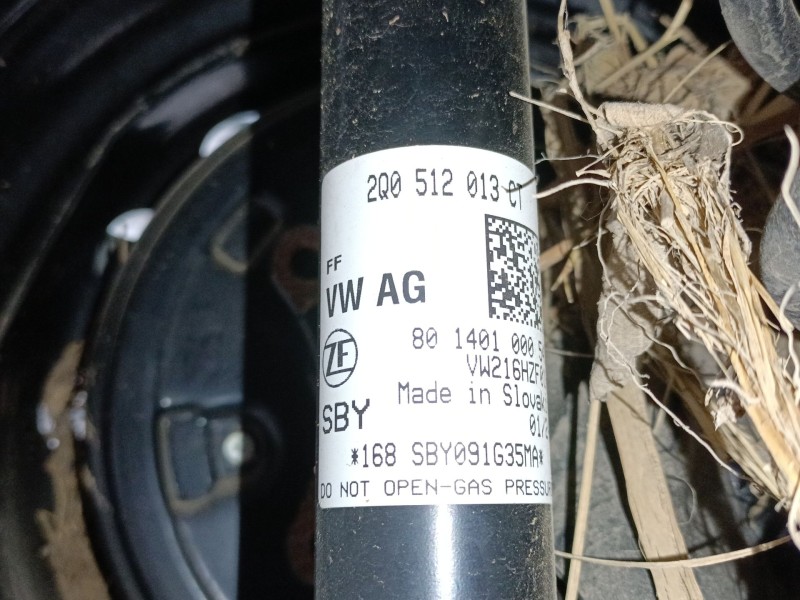 2Q0 512 013 CT
FF
VW AG
80 1401 000
ZF
VW216HZF0
Made in Slovak
SBY
01/2
*168 SBY091G35MA*
DO NOT OPEN-GAS PRESSU